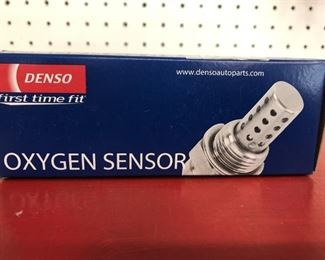 DENSO
first time fit®
www.densoautoparts.com
OXYGEN SENSOR